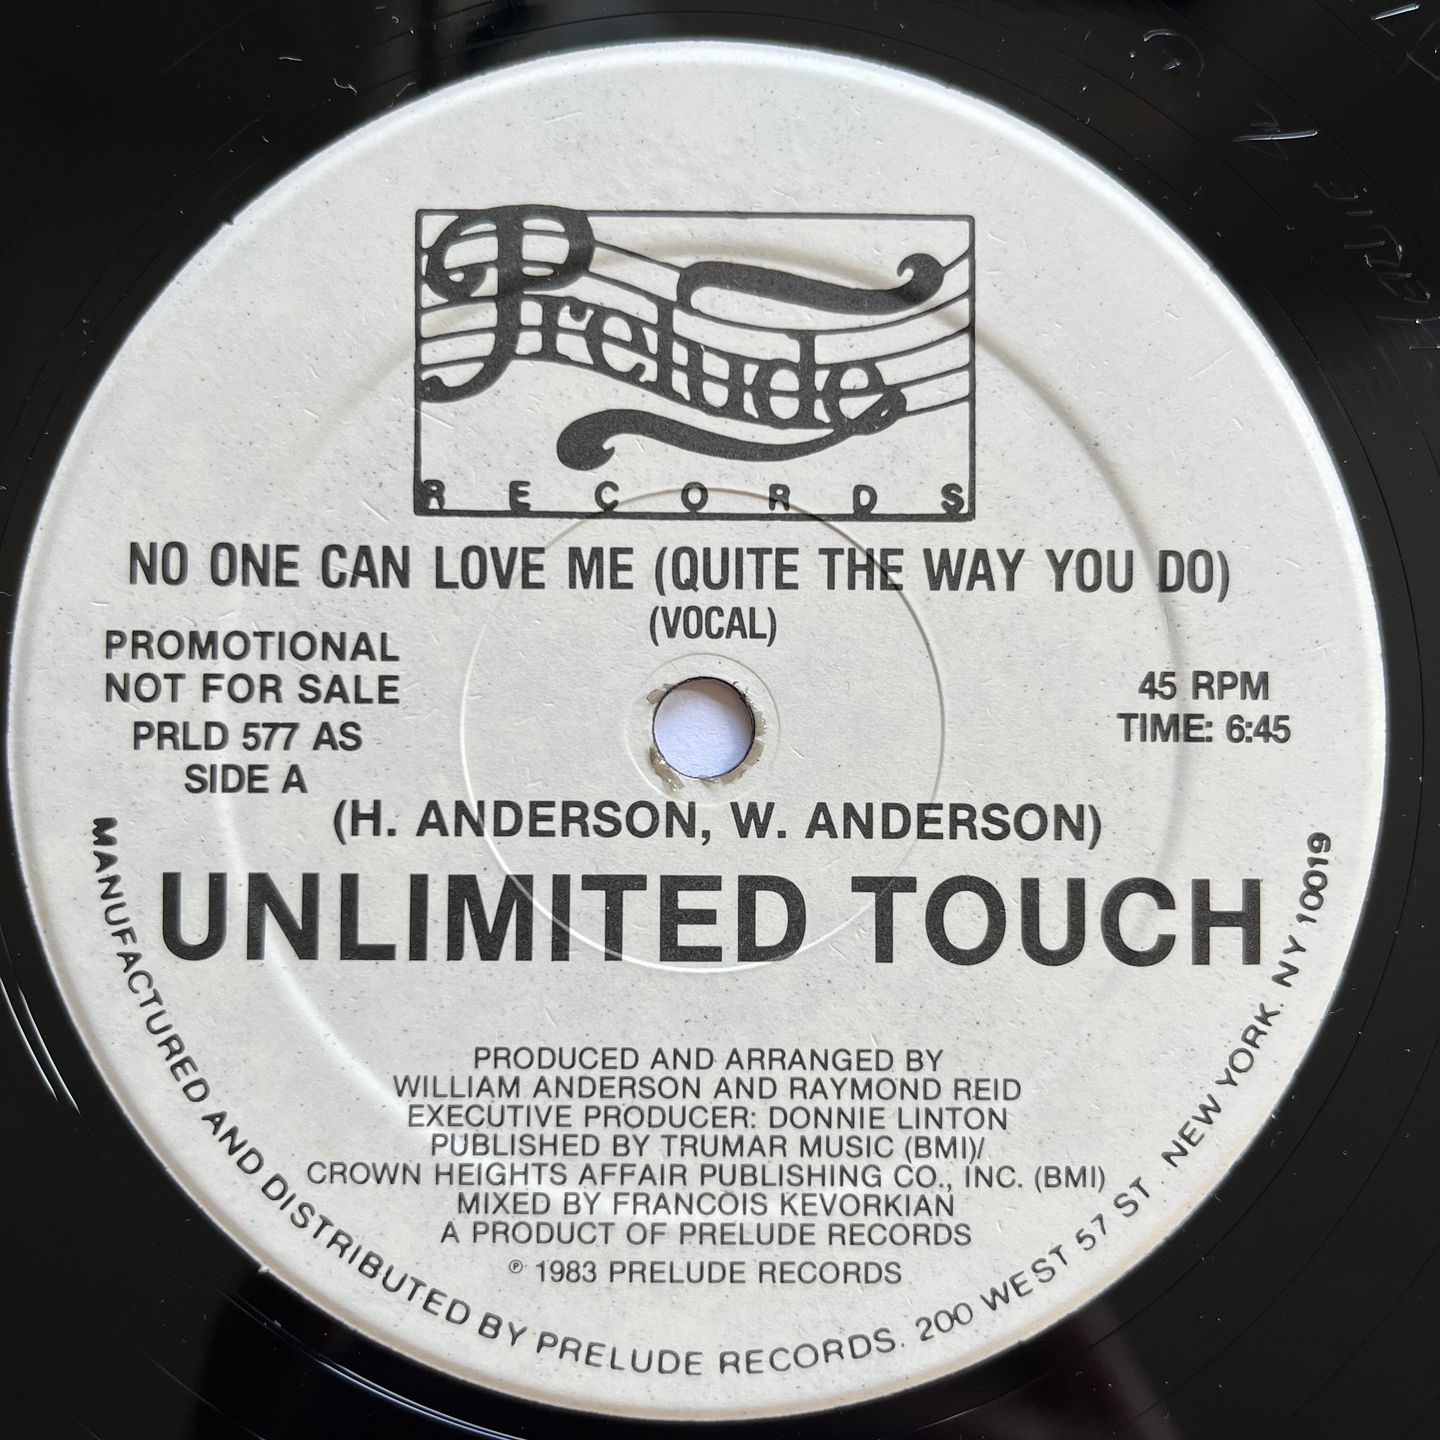 Prelude
RECORDS
NO ONE CAN LOVE ME (QUITE THE WAY YOU DO)
(VOCAL)
PROMOTIONAL
NOT FOR SALE
PRLD 577 AS
SIDE A
45 RPM
TIME: 6:45
(H. ANDERSON, W. ANDERSON)
UNLIMITED TOUCH
PRODUCED AND ARRANGED BY
WILLIAM ANDERSON AND RAYMOND REID
EXECUTIVE PRODUCER: DONNIE LINTON
PUBLISHED BY TRUMAR MUSIC (BMI)/
CROWN HEIGHTS AFFAIR PUBLISHING CO., INC. (BMI)
MIXED BY FRANCOIS KEVORKIAN
A PRODUCT OF PRELUDE RECORDS
℗ 1983 PRELUDE RECORDS
MANUFACTURED AND DISTRIBUTED BY PRELUDE RECORDS. 200 WEST 57 ST. NEW YORK. NY 10019